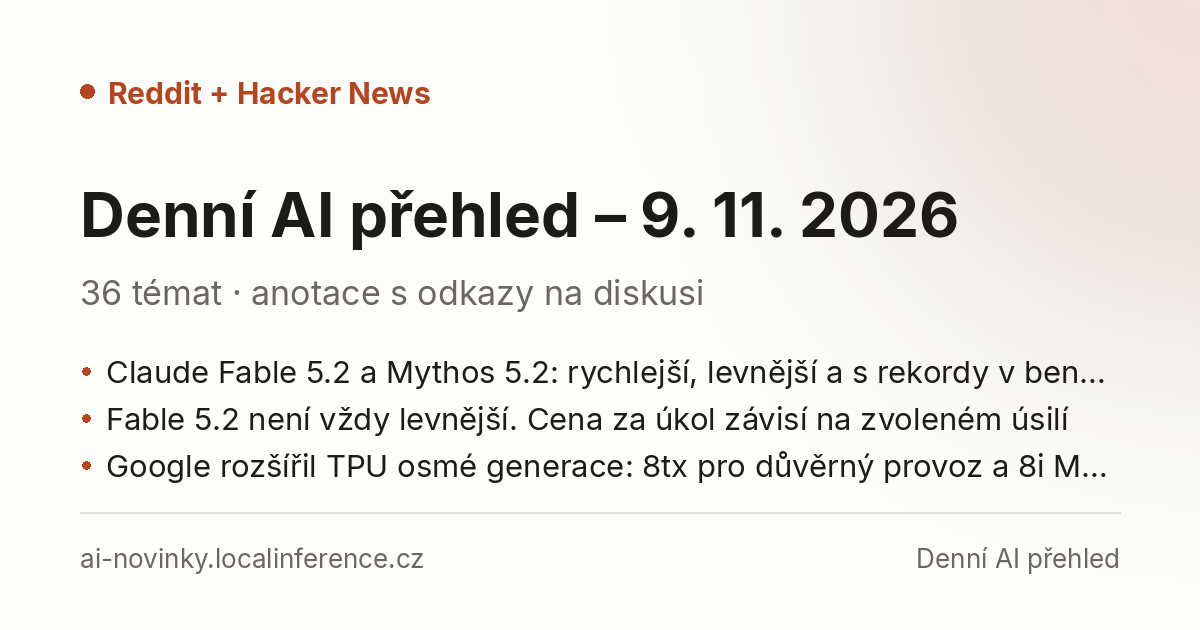 Reddit + Hacker News
Denní AI přehled – 9. 11. 2026
36 témat · anotace s odkazy na diskusi
• Claude Fable 5.2 a Mythos 5.2: rychlejší, levnější a s rekordy v ben...
• Fable 5.2 není vždy levnější. Cena za úkol závisí na zvoleném úsilí
• Google rozšířil TPU osmé generace: 8tx pro důvěrný provoz a 8i M...
ai-novinky.localinference.cz
Denní AI přehled